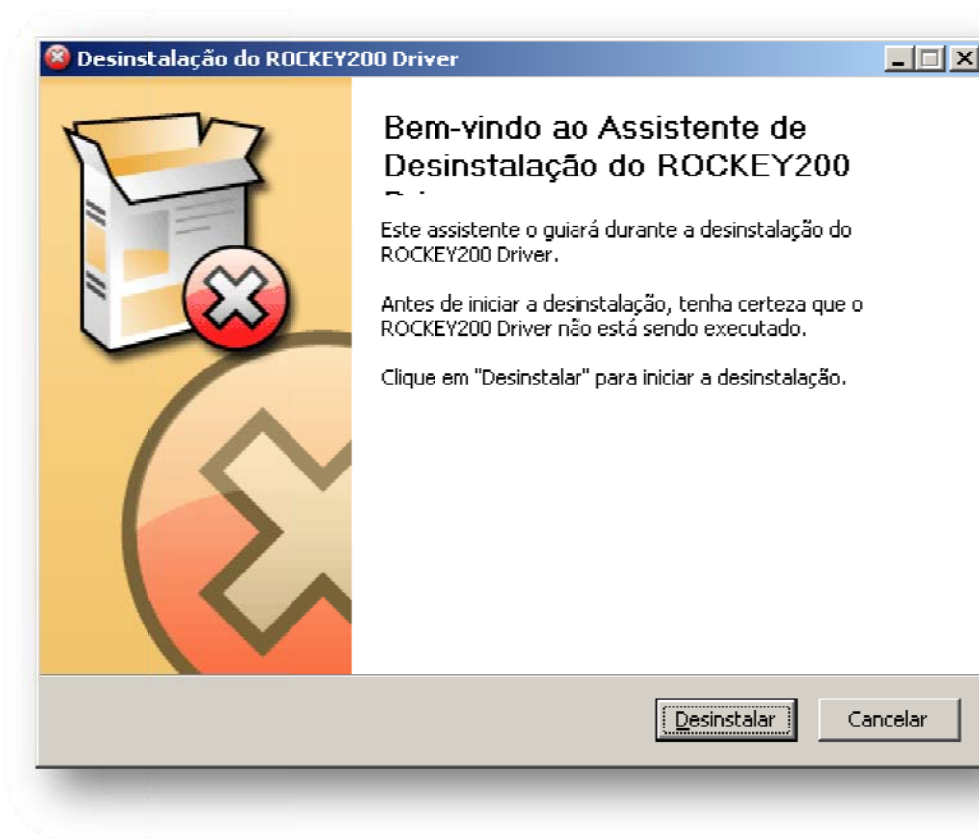 Desinstalação do ROCKEY200 Driver
Bem-vindo ao Assistente de
Desinstalação do ROCKEY200
Este assistente o guiará durante a desinstalação do
ROCKEY200 Driver.
Antes de iniciar a desinstalação, tenha certeza que o
ROCKEY200 Driver não está sendo executado.
Clique em "Desinstalar" para iniciar a desinstalação.
Desinstalar
Cancelar